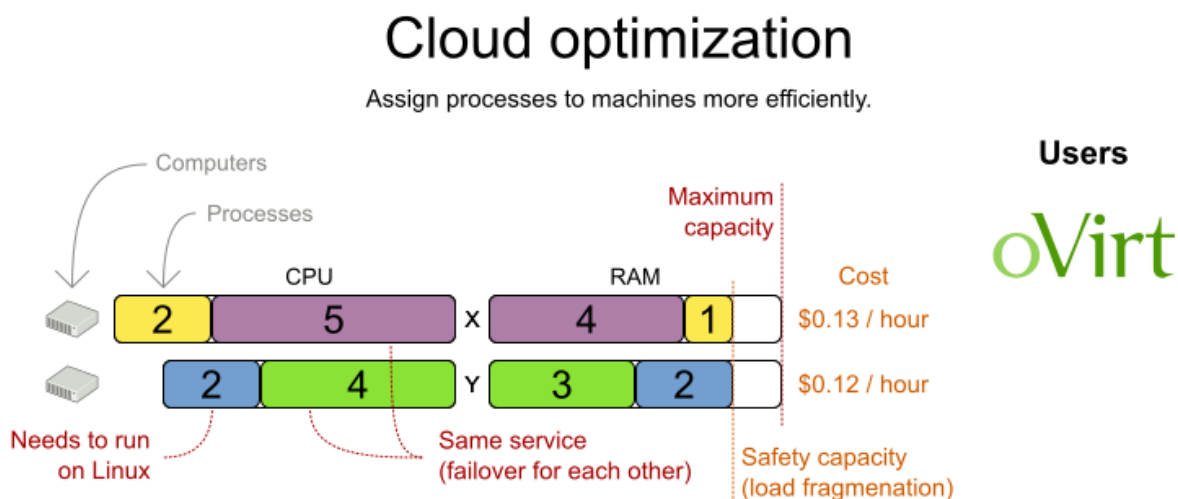 Cloud optimization
Assign processes to machines more efficiently.
Computers
Processes
Users
oVirt
Maximum
capacity
CPU
RAM
Cost
2 5 X 4 1 $0.13 / hour
2 4 Y 3 2 $0.12 / hour
Needs to run
on Linux
Same service
(failover for each other)
Safety capacity
(load fragmenation)